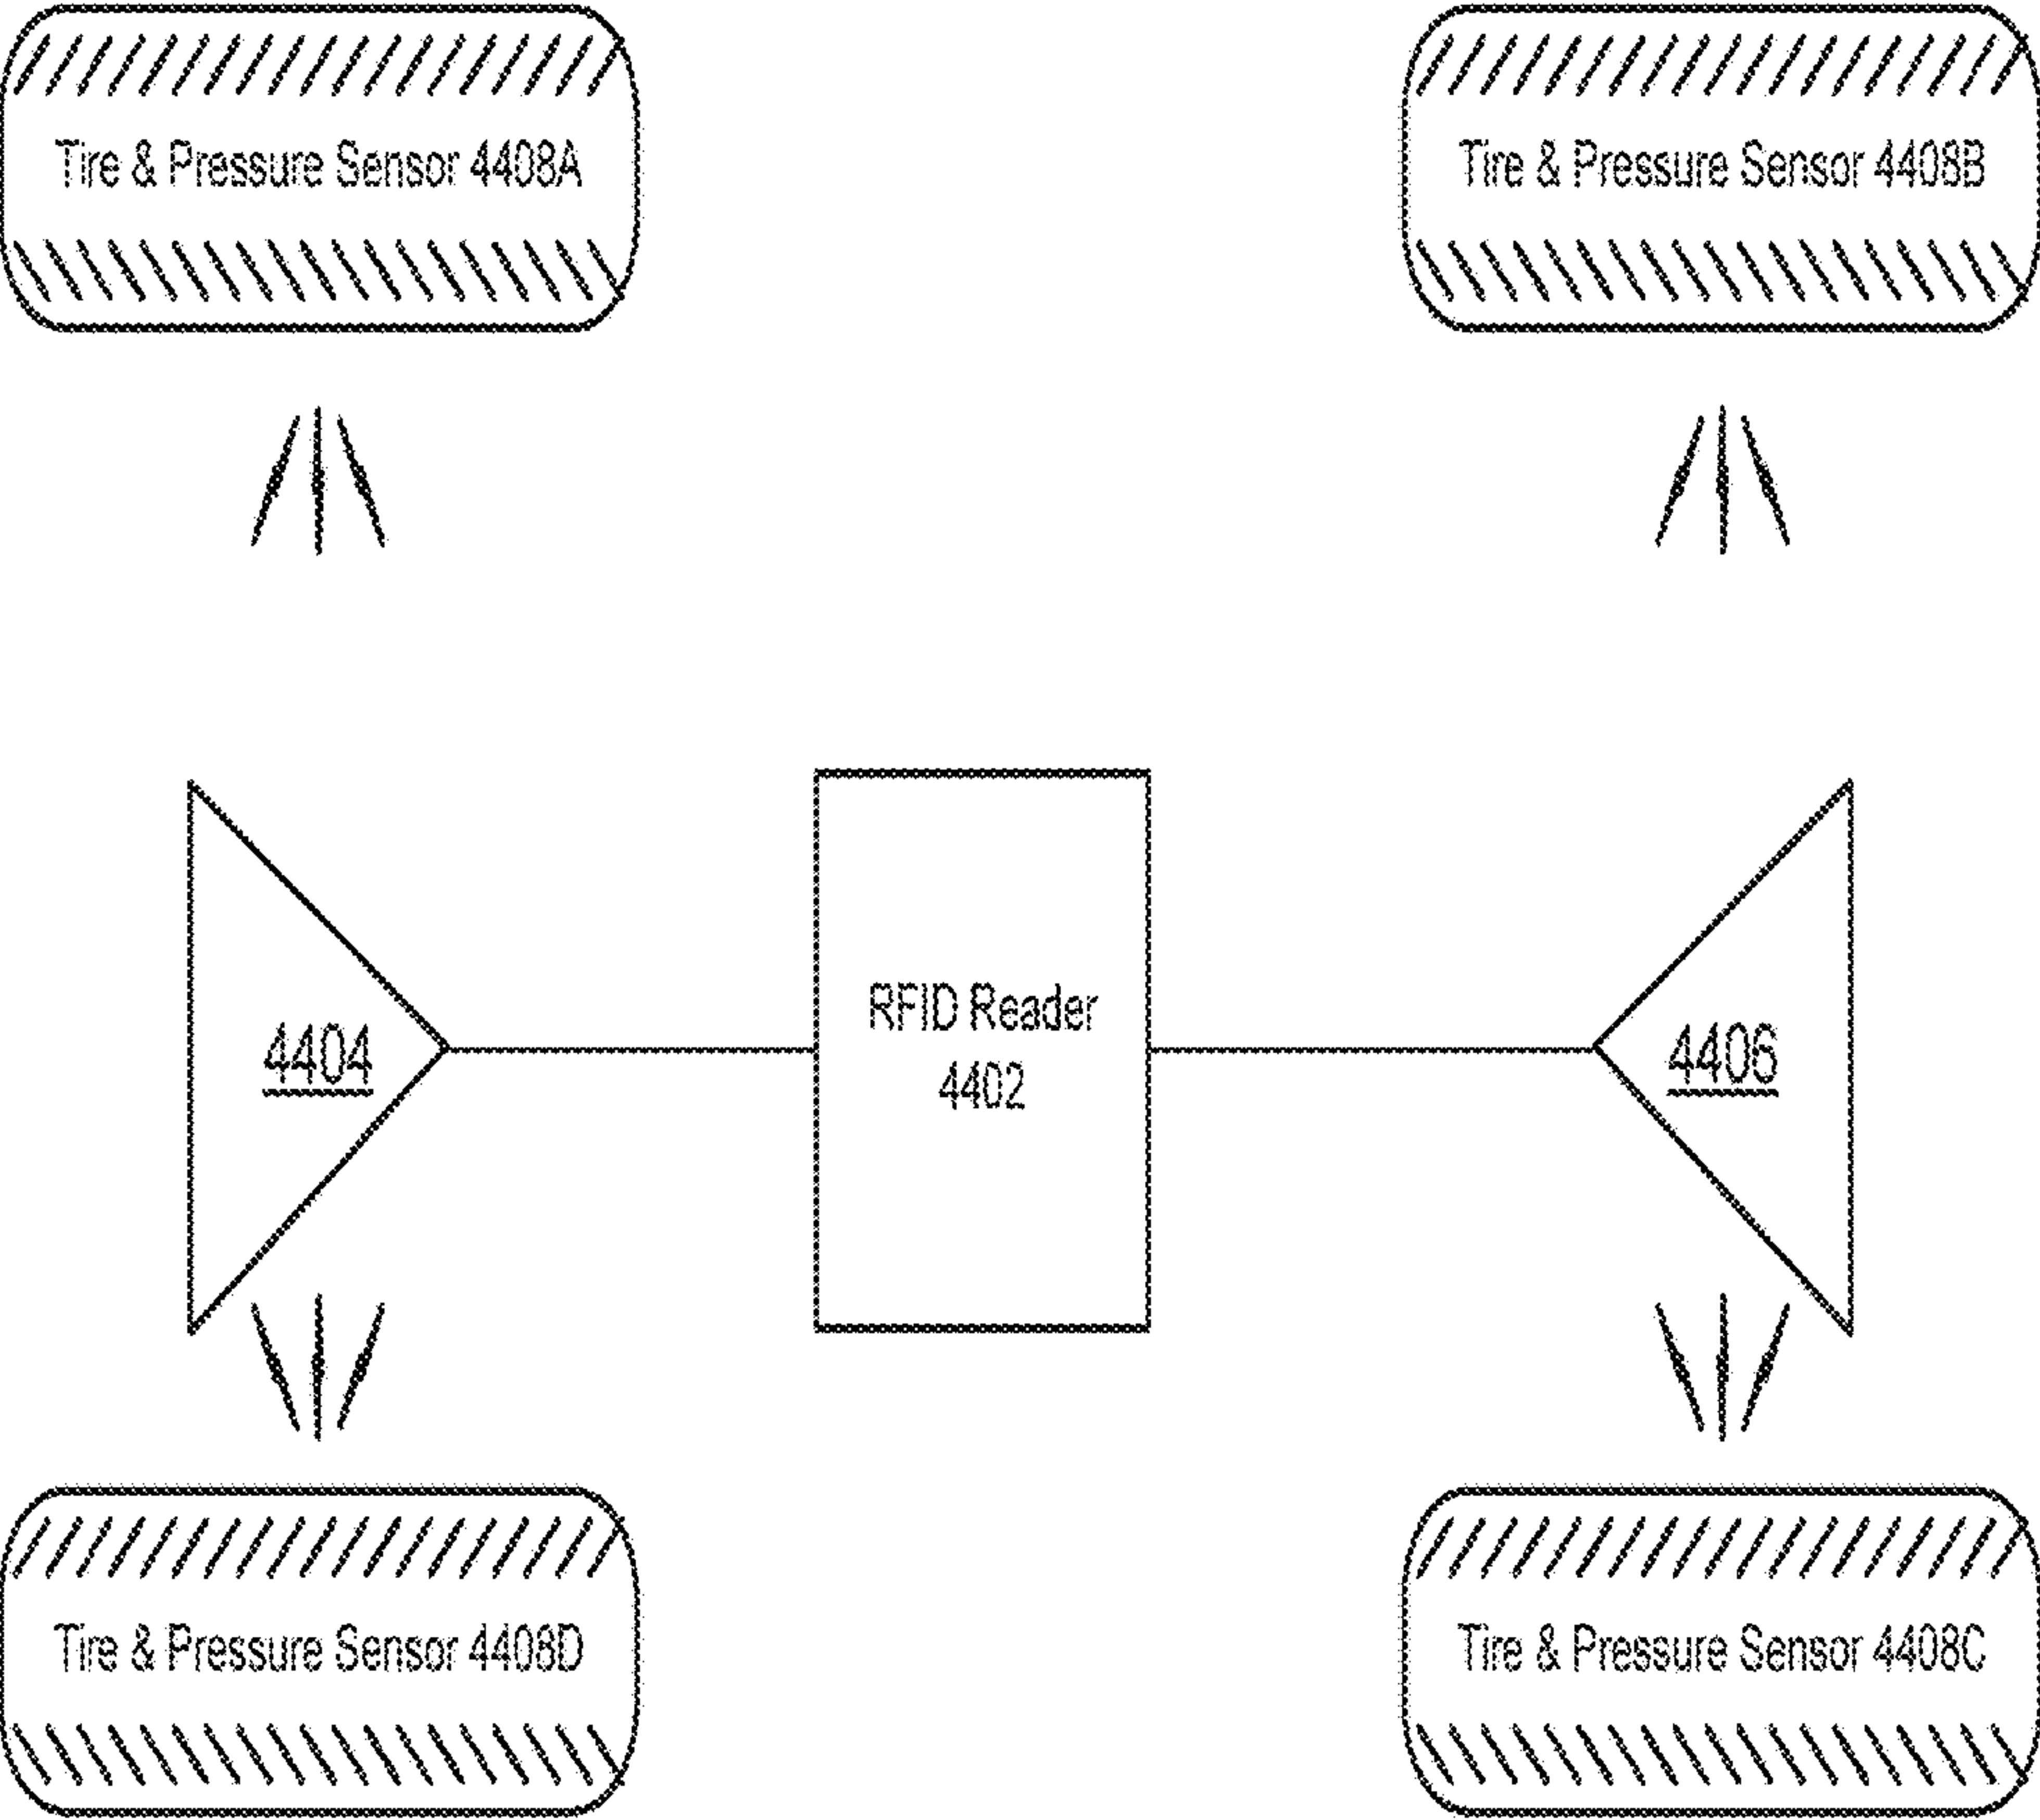 Tire & Pressure Sensor 4408A
Tire & Pressure Sensor 4408B
4404
RFID Reader
4402
4406
Tire & Pressure Sensor 4408D
Tire & Pressure Sensor 4408C